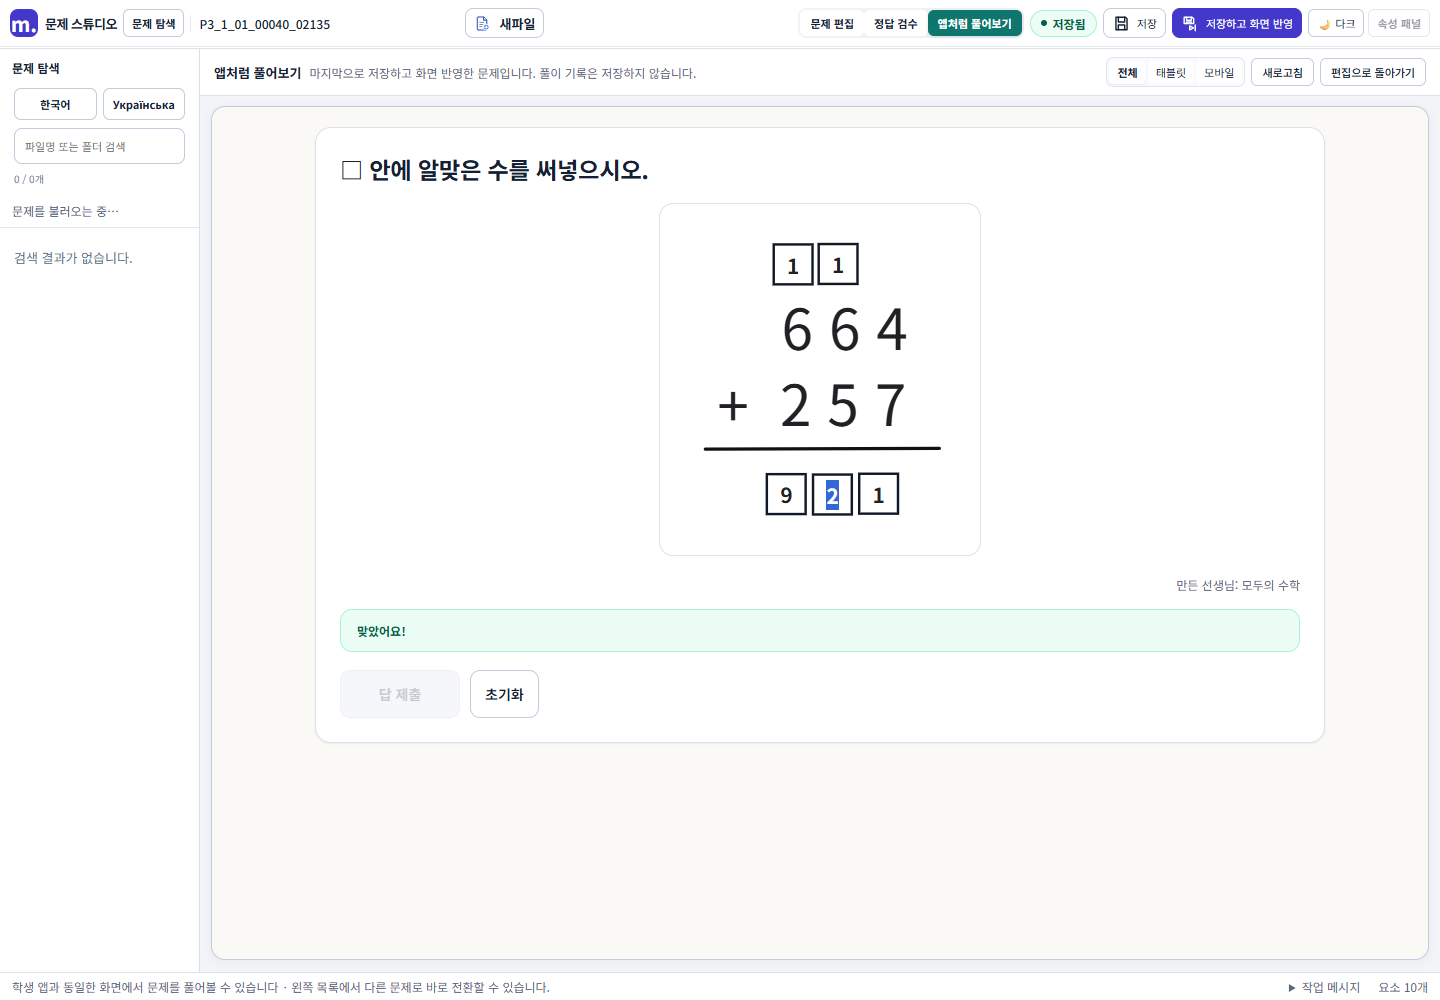 m. 문제 스튜디오 문제 탐색 P3_1_01_00040_02135 새파일 문제 편집 정답 검수 앱처럼 풀어보기 저장됨 저장 저장하고 화면 반영 다크 속성 패널
문제 탐색
한국어 Українська
파일명 또는 폴더 검색
0 / 0개
문제를 불러오는 중…
검색 결과가 없습니다.
앱처럼 풀어보기 마지막으로 저장하고 화면 반영한 문제입니다. 풀이 기록은 저장하지 않습니다. 전체 태블릿 모바일 새로고침 편집으로 돌아가기
□ 안에 알맞은 수를 써넣으시오.
1 1
6 6 4
+ 2 5 7
9 2 1
만든 선생님: 모두의 수학
맞았어요!
답 제출 초기화
학생 앱과 동일한 화면에서 문제를 풀어볼 수 있습니다 · 왼쪽 목록에서 다른 문제로 바로 전환할 수 있습니다. ▶ 작업 메시지 요소 10개